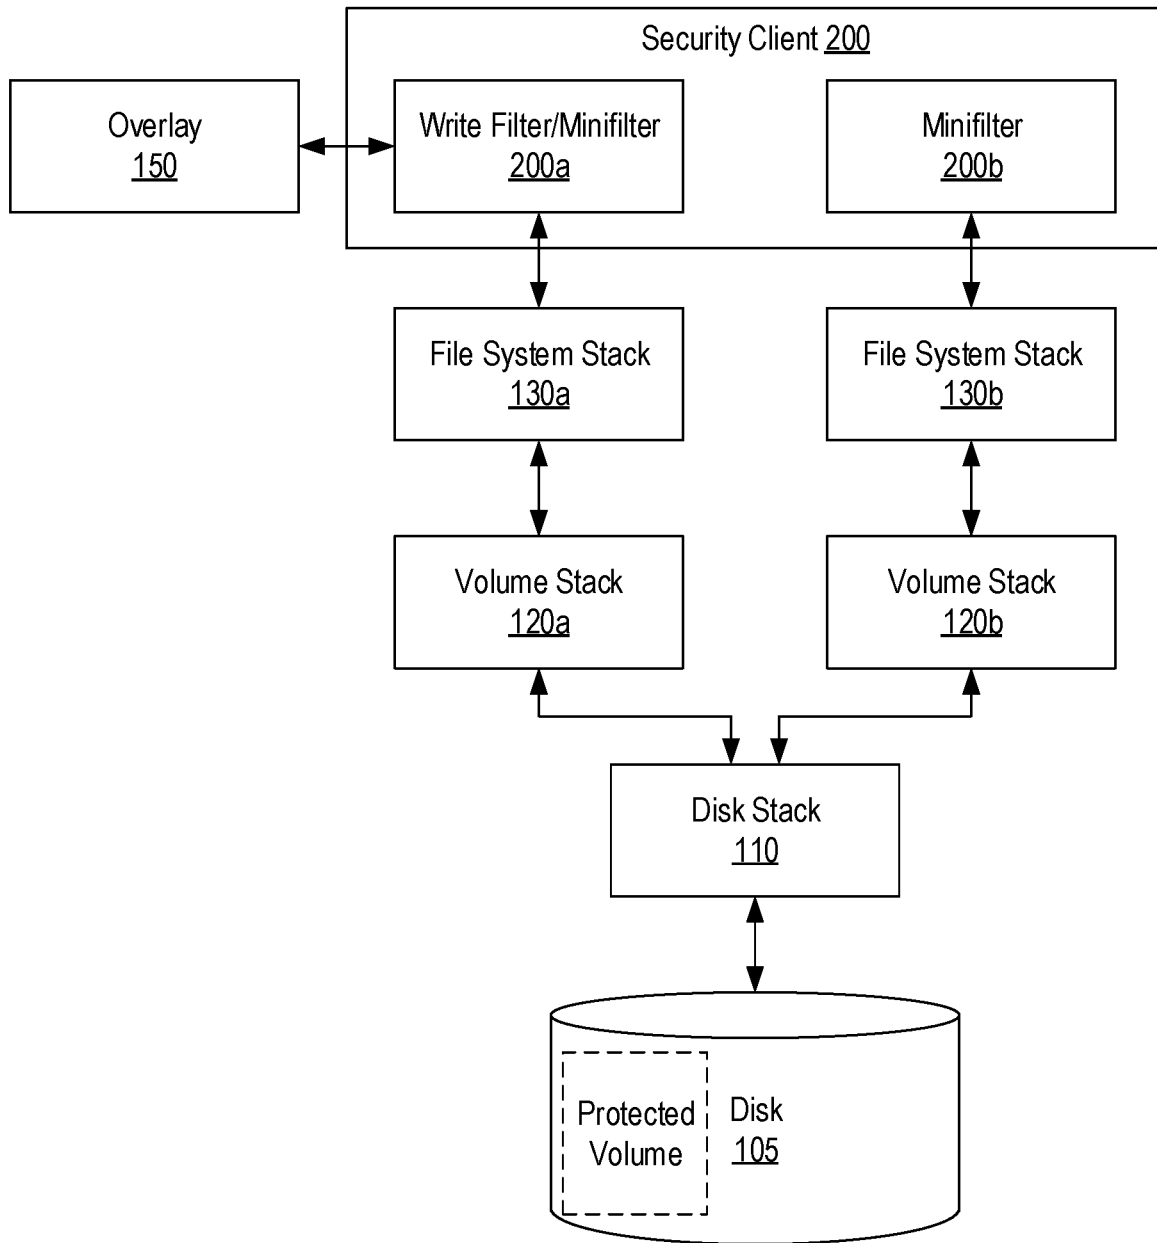 Security Client 200
Overlay
150
Write Filter/Minifilter
200a
Minifilter
200b
File System Stack
130a
File System Stack
130b
Volume Stack
120a
Volume Stack
120b
Disk Stack
110
Protected
Volume
Disk
105